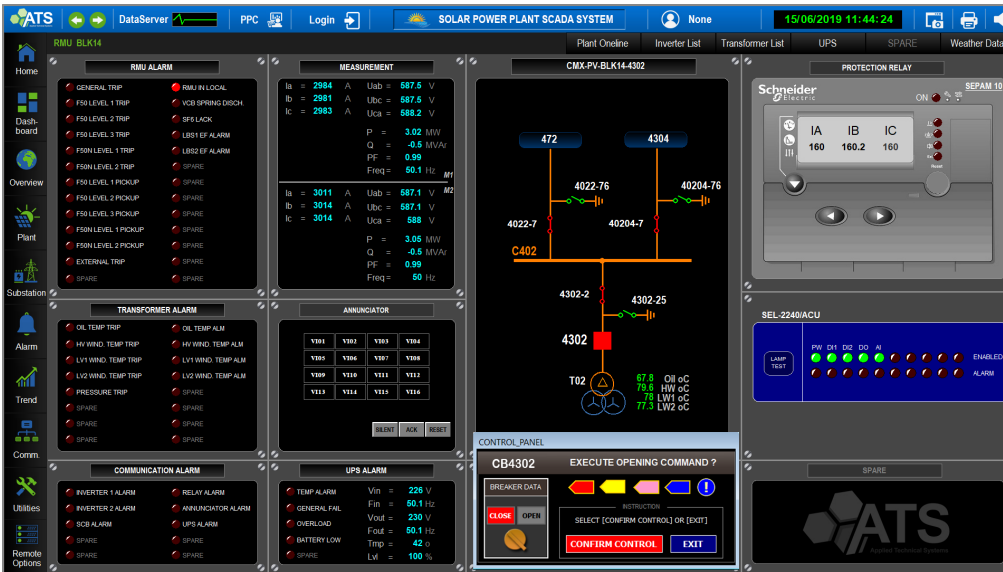 ATS
DataServer
PPC
Login
SOLAR POWER PLANT SCADA SYSTEM
None
15/06/2019 11:44:24
RMU BLK14
Plant Oneline
Inverter List
Transformer List
UPS
SPARE
Weather Data
Home
Dash-
board
Overview
Plant
Substation
Alarm
Trend
Comm.
Utilities
Remote
Options
RMU ALARM
GENERAL TRIP
RMU IN LOCAL
F50 LEVEL 1 TRIP
VCB SPRING DISCH.
F50 LEVEL 2 TRIP
SF6 LACK
F50 LEVEL 3 TRIP
LBS1 EF ALARM
F50N LEVEL 1 TRIP
LBS2 EF ALARM
F50N LEVEL 2 TRIP
SPARE
F50 LEVEL 1 PICKUP
SPARE
F50 LEVEL 2 PICKUP
SPARE
F50 LEVEL 3 PICKUP
SPARE
F50N LEVEL 1 PICKUP
SPARE
F50N LEVEL 2 PICKUP
SPARE
EXTERNAL TRIP
SPARE
SPARE
SPARE
MEASUREMENT
Ia = 2984 A Uab = 587.5 V
Ib = 2981 A Ubc = 587.5 V
Ic = 2983 A Uca = 588.2 V
P = 3.02 MW
Q = -0.5 MVAr
PF = 0.99
Freq = 50.1 Hz
M1
Ia = 3011 A Uab = 587.1 V M2
Ib = 3014 A Ubc = 587.1 V
Ic = 3014 A Uca = 588 V
P = 3.05 MW
Q = -0.5 MVAr
PF = 0.99
Freq = 50 Hz
CMX-PV-BLK14-4302
472
4304
4022-76
40204-76
4022-7
40204-7
C402
4302-2
4302-25
4302
T02
67.8 Oil oC
79.6 HW oC
78 LW1 oC
77.3 LW2 oC
PROTECTION RELAY
Schneider
Electric
ON
SEPAM 10
IA IB IC
160 160.2 160
Reset
TRANSFORMER ALARM
OIL TEMP TRIP
OIL TEMP ALM
HV WIND. TEMP TRIP
HV WIND. TEMP ALM
LV1 WIND. TEMP TRIP
LV1 WIND. TEMP ALM
LV2 WIND. TEMP TRIP
LV2 WIND. TEMP ALM
PRESSURE TRIP
SPARE
SPARE
SPARE
SPARE
SPARE
SPARE
SPARE
ANNUNCIATOR
VI01 VI02 VI03 VI04
VI05 VI06 VI07 VI08
VI09 VI10 VI11 VI12
VI13 VI14 VI15 VI16
SILENT ACK RESET
SEL-2240/ACU
LAMP
TEST
PW DI1 DI2 DO AI
ENABLED
ALARM
COMMUNICATION ALARM
INVERTER 1 ALARM
RELAY ALARM
INVERTER 2 ALARM
ANNUNCIATOR ALARM
SCB ALARM
UPS ALARM
SPARE
SPARE
SPARE
SPARE
UPS ALARM
TEMP ALARM
GENERAL FAIL
OVERLOAD
BATTERY LOW
SPARE
Vin = 226 V
Fin = 50.1 Hz
Vout = 230 V
Fout = 50.1 Hz
Tmp = 42 o
Lvl = 100 %
CONTROL_PANEL
CB4302
EXECUTE OPENING COMMAND ?
BREAKER DATA
CLOSE OPEN
INSTRUCTION
SELECT [CONFIRM CONTROL] OR [EXIT]
CONFIRM CONTROL
EXIT
SPARE
ATS
Applied Technical Systems